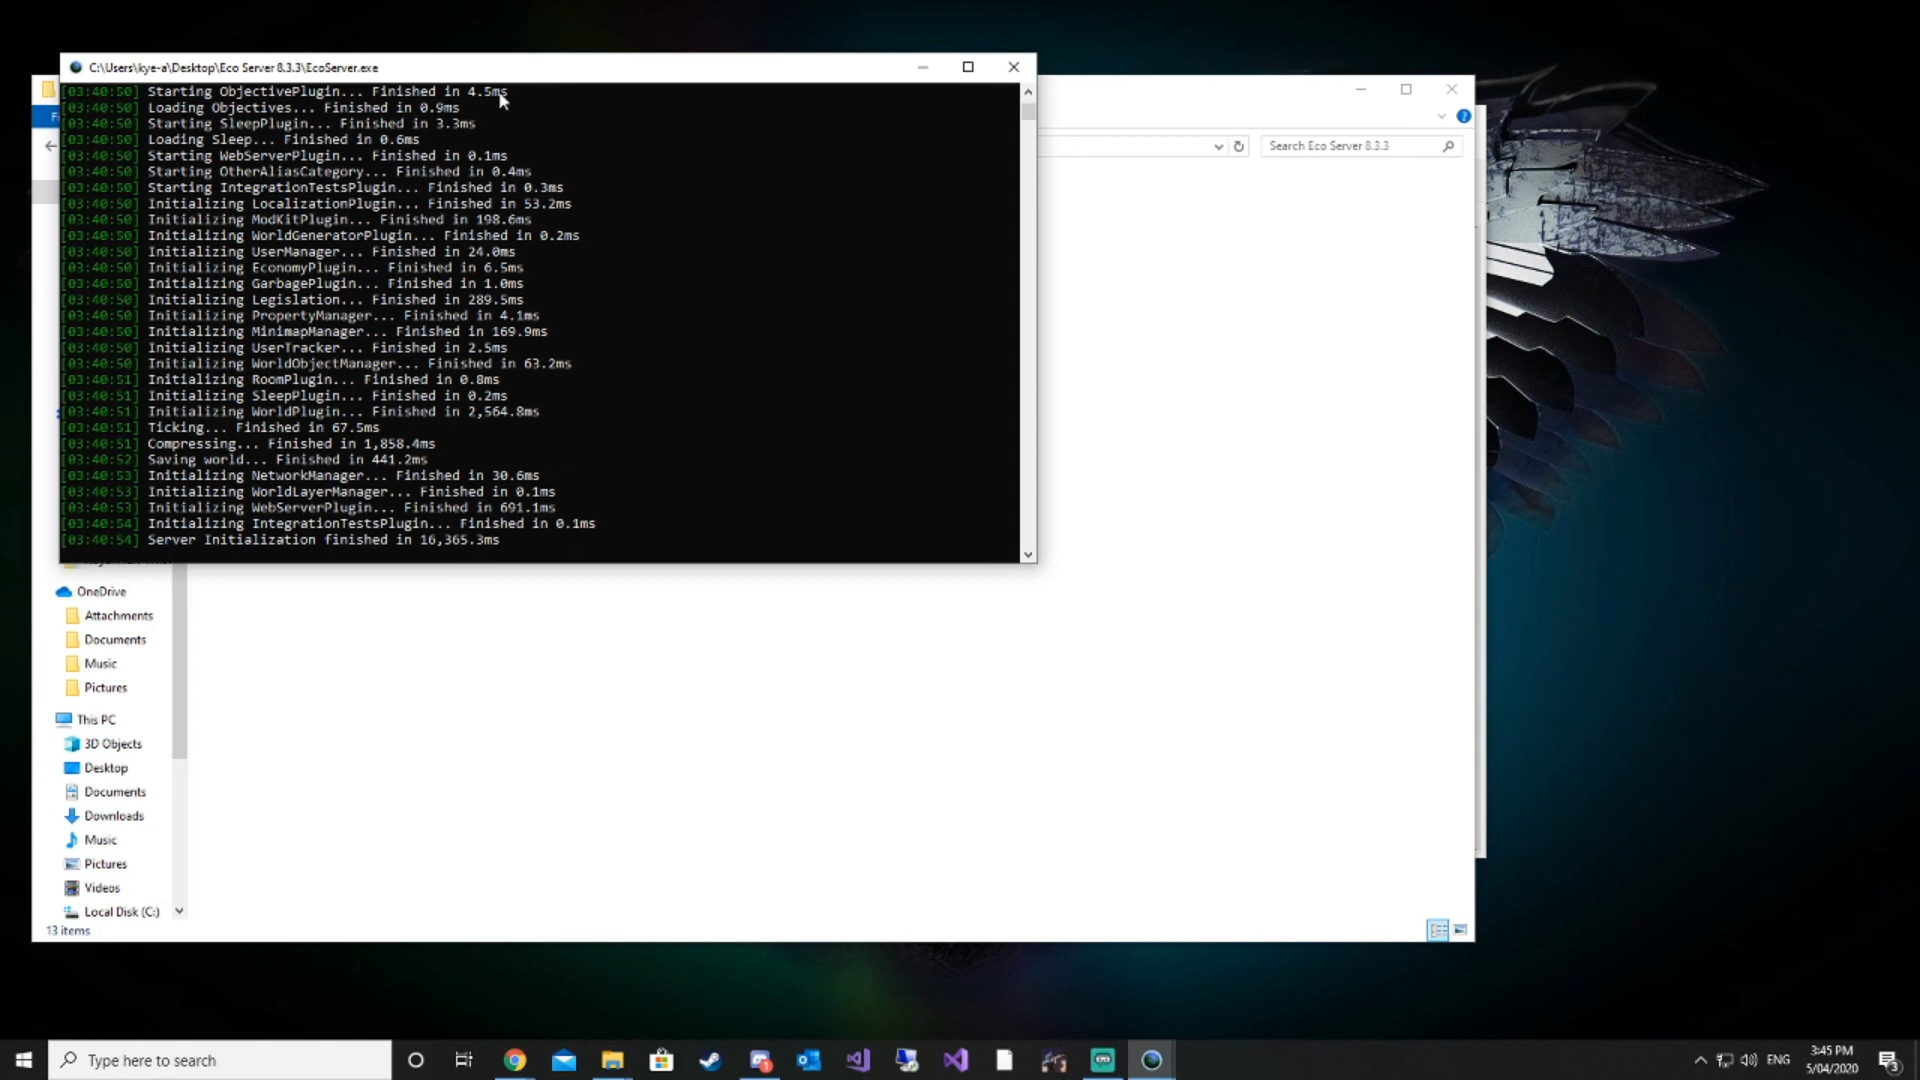 C:\Users\kye-a\Desktop\Eco Server 8.3.3\EcoServer.exe
[03:40:50] Starting ObjectivePlugin... Finished in 4.5ms
[03:40:50] Loading Objectives... Finished in 0.9ms
[03:40:50] Starting SleepPlugin... Finished in 3.3ms
[03:40:50] Loading Sleep... Finished in 0.6ms
[03:40:50] Starting WebServerPlugin... Finished in 0.1ms
[03:40:50] Starting OtherAliasCategory... Finished in 0.4ms
[03:40:50] Starting IntegrationTestsPlugin... Finished in 0.3ms
[03:40:50] Initializing LocalizationPlugin... Finished in 53.2ms
[03:40:50] Initializing ModKitPlugin... Finished in 198.6ms
[03:40:50] Initializing WorldGeneratorPlugin... Finished in 0.2ms
[03:40:50] Initializing UserManager... Finished in 24.0ms
[03:40:50] Initializing EconomyPlugin... Finished in 6.5ms
[03:40:50] Initializing GarbagePlugin... Finished in 1.0ms
[03:40:50] Initializing Legislation... Finished in 289.5ms
[03:40:50] Initializing PropertyManager... Finished in 4.1ms
[03:40:50] Initializing MinimapManager... Finished in 169.9ms
[03:40:50] Initializing UserTracker... Finished in 2.5ms
[03:40:50] Initializing WorldObjectManager... Finished in 63.2ms
[03:40:51] Initializing RoomPlugin... Finished in 0.8ms
[03:40:51] Initializing SleepPlugin... Finished in 0.2ms
[03:40:51] Initializing WorldPlugin... Finished in 2,564.8ms
[03:40:51] Ticking... Finished in 67.5ms
[03:40:51] Compressing... Finished in 1,858.4ms
[03:40:52] Saving world... Finished in 441.2ms
[03:40:53] Initializing NetworkManager... Finished in 30.6ms
[03:40:53] Initializing WorldLayerManager... Finished in 0.1ms
[03:40:53] Initializing WebServerPlugin... Finished in 691.1ms
[03:40:54] Initializing IntegrationTestsPlugin... Finished in 0.1ms
[03:40:54] Server Initialization finished in 16,365.3ms
Search Eco Server 8.3.3
OneDrive
Attachments
Documents
Music
Pictures
This PC
3D Objects
Desktop
Documents
Downloads
Music
Pictures
Videos
Local Disk (C:)
13 items
Type here to search
ENG
3:45 PM
5/04/2020
3